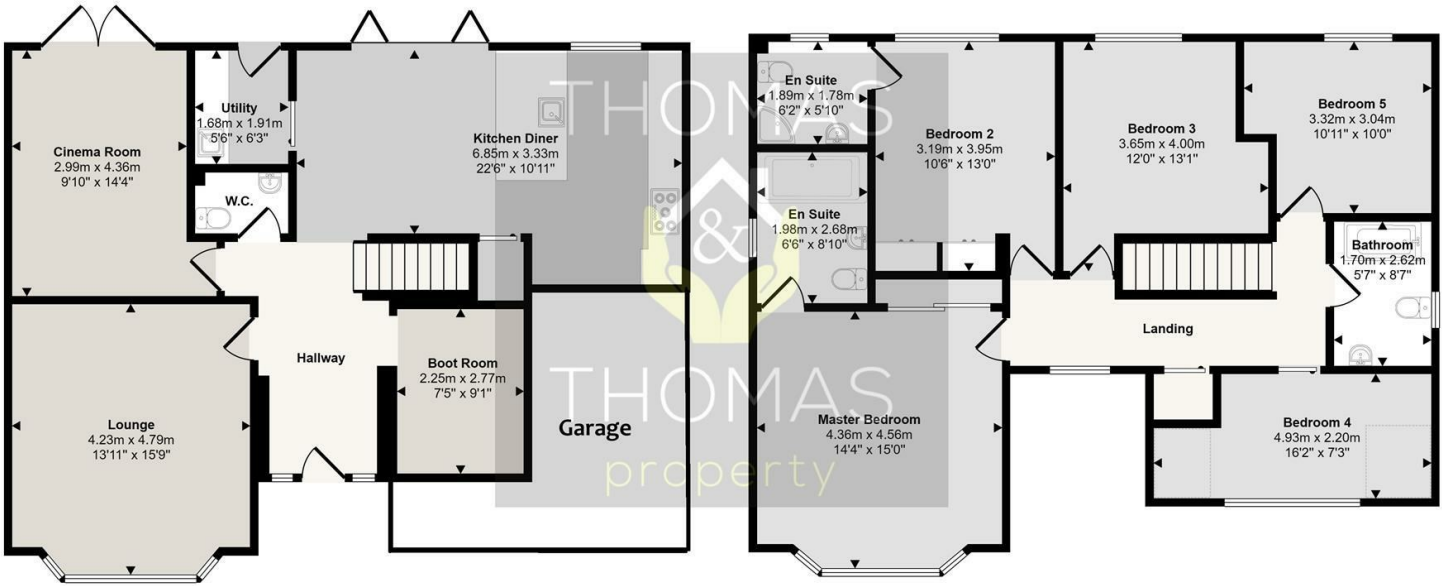 Cinema Room
2.99m x 4.36m
9'10" x 14'4"
Utility
1.68m x 1.91m
5'6" x 6'3"
W.C.
Kitchen Diner
6.85m x 3.33m
22'6" x 10'11"
Lounge
4.23m x 4.79m
13'11" x 15'9"
Hallway
Boot Room
2.25m x 2.77m
7'5" x 9'1"
Garage
En Suite
1.89m x 1.78m
6'2" x 5'10"
En Suite
1.98m x 2.68m
6'6" x 8'10"
Bedroom 2
3.19m x 3.95m
10'6" x 13'0"
Bedroom 3
3.65m x 4.00m
12'0" x 13'1"
Bedroom 5
3.32m x 3.04m
10'11" x 10'0"
Bathroom
1.70m x 2.62m
5'7" x 8'7"
Landing
Master Bedroom
4.36m x 4.56m
14'4" x 15'0"
Bedroom 4
4.93m x 2.20m
16'2" x 7'3"
THOMAS
&
THOMAS
property